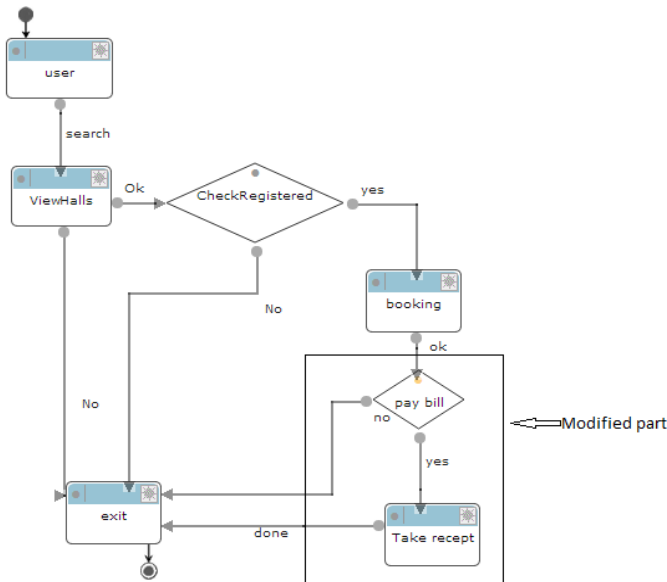 user
search
ViewHalls
Ok
CheckRegistered
yes
booking
No
ok
No
pay bill
no
Modified part
yes
exit
done
Take recept